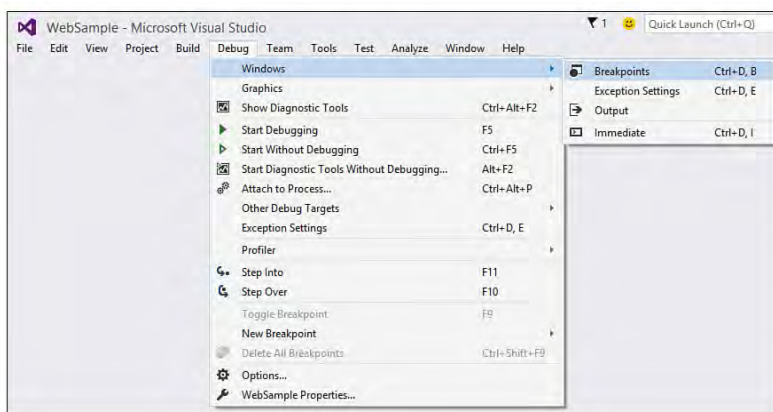 WebSample - Microsoft Visual Studio
1
Quick Launch (Ctrl+Q)
File Edit View Project Build Debug Team Tools Test Analyze Window Help
Windows
Graphics
Show Diagnostic Tools Ctrl+Alt+F2
Start Debugging F5
Start Without Debugging Ctrl+F5
Start Diagnostic Tools Without Debugging... Alt+F2
Attach to Process... Ctrl+Alt+P
Other Debug Targets
Exception Settings Ctrl+D, E
Profiler
Step Into F11
Step Over F10
Toggle Breakpoint F9
New Breakpoint
Delete All Breakpoints Ctrl+Shift+F9
Options...
WebSample Properties...
Breakpoints Ctrl+D, B
Exception Settings Ctrl+D, E
Output
Immediate Ctrl+D, I